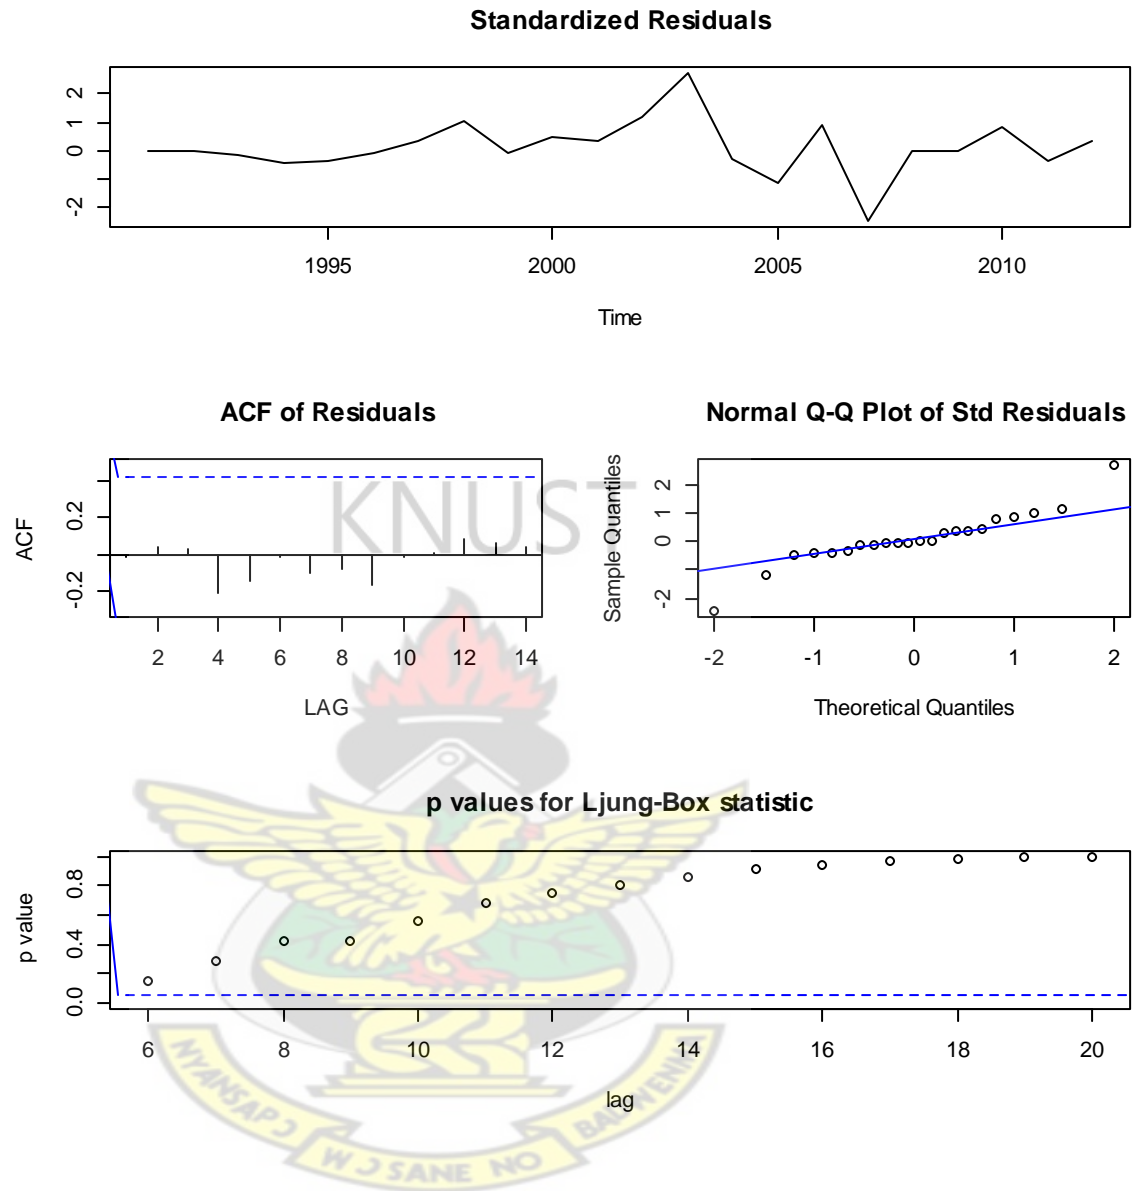 Standardized Residuals
-2 0 1 2
1995 2000 2005 2010
Time
ACF of Residuals
ACF
-0.2 0.2
2 4 6 8 10 12 14
LAG
Normal Q-Q Plot of Std Residuals
Sample Quantiles
-2 0 1 2
-2 -1 0 1 2
Theoretical Quantiles
KNUST
p values for Ljung-Box statistic
p value
0.0 0.4 0.8
6 8 10 12 14 16 18 20
lag
NYANSAPƆ
WƆSANE NO